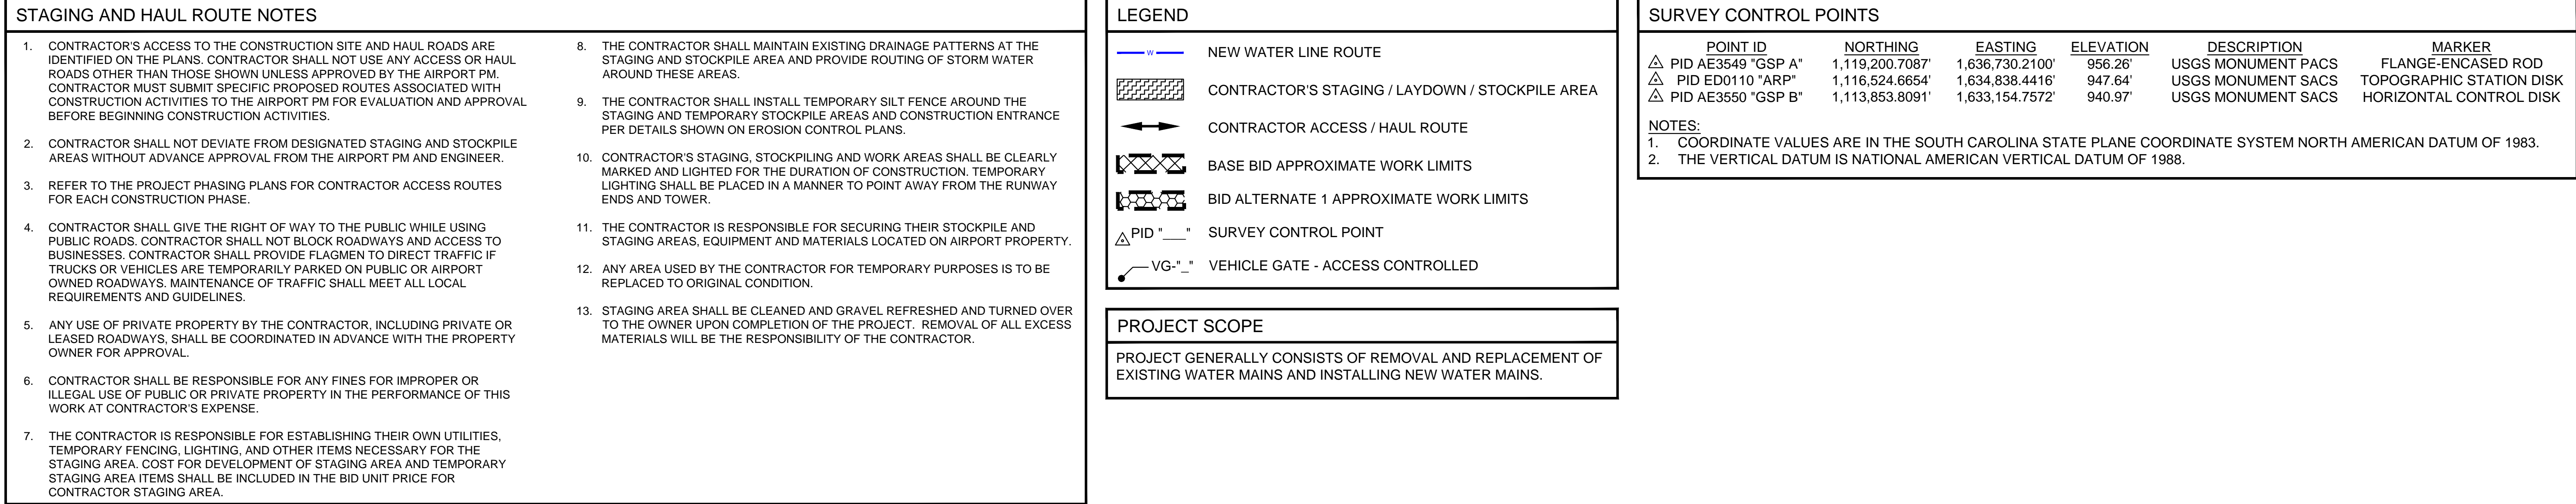 STAGING AND HAUL ROUTE NOTES
1. CONTRACTOR'S ACCESS TO THE CONSTRUCTION SITE AND HAUL ROADS ARE
IDENTIFIED ON THE PLANS. CONTRACTOR SHALL NOT USE ANY ACCESS OR HAUL
ROADS OTHER THAN THOSE SHOWN UNLESS APPROVED BY THE AIRPORT PM.
CONTRACTOR MUST SUBMIT SPECIFIC PROPOSED ROUTES ASSOCIATED WITH
CONSTRUCTION ACTIVITIES TO THE AIRPORT PM FOR EVALUATION AND APPROVAL
BEFORE BEGINNING CONSTRUCTION ACTIVITIES.
2. CONTRACTOR SHALL NOT DEVIATE FROM DESIGNATED STAGING AND STOCKPILE
AREAS WITHOUT ADVANCE APPROVAL FROM THE AIRPORT PM AND ENGINEER.
3. REFER TO THE PROJECT PHASING PLANS FOR CONTRACTOR ACCESS ROUTES
FOR EACH CONSTRUCTION PHASE.
4. CONTRACTOR SHALL GIVE THE RIGHT OF WAY TO THE PUBLIC WHILE USING
PUBLIC ROADS. CONTRACTOR SHALL NOT BLOCK ROADWAYS AND ACCESS TO
BUSINESSES. CONTRACTOR SHALL PROVIDE FLAGMEN TO DIRECT TRAFFIC IF
TRUCKS OR VEHICLES ARE TEMPORARILY PARKED ON PUBLIC OR AIRPORT
OWNED ROADWAYS. MAINTENANCE OF TRAFFIC SHALL MEET ALL LOCAL
REQUIREMENTS AND GUIDELINES.
5. ANY USE OF PRIVATE PROPERTY BY THE CONTRACTOR, INCLUDING PRIVATE OR
LEASED ROADWAYS, SHALL BE COORDINATED IN ADVANCE WITH THE PROPERTY
OWNER FOR APPROVAL.
6. CONTRACTOR SHALL BE RESPONSIBLE FOR ANY FINES FOR IMPROPER OR
ILLEGAL USE OF PUBLIC OR PRIVATE PROPERTY IN THE PERFORMANCE OF THIS
WORK AT CONTRACTOR'S EXPENSE.
7. THE CONTRACTOR IS RESPONSIBLE FOR ESTABLISHING THEIR OWN UTILITIES,
TEMPORARY FENCING, LIGHTING, AND OTHER ITEMS NECESSARY FOR THE
STAGING AREA. COST FOR DEVELOPMENT OF STAGING AREA AND TEMPORARY
STAGING AREA ITEMS SHALL BE INCLUDED IN THE BID UNIT PRICE FOR
CONTRACTOR STAGING AREA.
8. THE CONTRACTOR SHALL MAINTAIN EXISTING DRAINAGE PATTERNS AT THE
STAGING AND STOCKPILE AREA AND PROVIDE ROUTING OF STORM WATER
AROUND THESE AREAS.
9. THE CONTRACTOR SHALL INSTALL TEMPORARY SILT FENCE AROUND THE
STAGING AND TEMPORARY STOCKPILE AREAS AND CONSTRUCTION ENTRANCE
PER DETAILS SHOWN ON EROSION CONTROL PLANS.
10. CONTRACTOR'S STAGING, STOCKPILING AND WORK AREAS SHALL BE CLEARLY
MARKED AND LIGHTED FOR THE DURATION OF CONSTRUCTION. TEMPORARY
LIGHTING SHALL BE PLACED IN A MANNER TO POINT AWAY FROM THE RUNWAY
ENDS AND TOWER.
11. THE CONTRACTOR IS RESPONSIBLE FOR SECURING THEIR STOCKPILE AND
STAGING AREAS, EQUIPMENT AND MATERIALS LOCATED ON AIRPORT PROPERTY.
12. ANY AREA USED BY THE CONTRACTOR FOR TEMPORARY PURPOSES IS TO BE
REPLACED TO ORIGINAL CONDITION.
13. STAGING AREA SHALL BE CLEANED AND GRAVEL REFRESHED AND TURNED OVER
TO THE OWNER UPON COMPLETION OF THE PROJECT. REMOVAL OF ALL EXCESS
MATERIALS WILL BE THE RESPONSIBILITY OF THE CONTRACTOR.
LEGEND
W NEW WATER LINE ROUTE
CONTRACTOR'S STAGING / LAYDOWN / STOCKPILE AREA
CONTRACTOR ACCESS / HAUL ROUTE
BASE BID APPROXIMATE WORK LIMITS
BID ALTERNATE 1 APPROXIMATE WORK LIMITS
PID "___" SURVEY CONTROL POINT
VG-"_" VEHICLE GATE - ACCESS CONTROLLED
PROJECT SCOPE
PROJECT GENERALLY CONSISTS OF REMOVAL AND REPLACEMENT OF
EXISTING WATER MAINS AND INSTALLING NEW WATER MAINS.
SURVEY CONTROL POINTS
POINT ID NORTHING EASTING ELEVATION DESCRIPTION MARKER
PID AE3549 "GSP A" 1,119,200.7087' 1,636,730.2100' 956.26' USGS MONUMENT PACS FLANGE-ENCASED ROD
PID ED0110 "ARP" 1,116,524.6654' 1,634,838.4416' 947.64' USGS MONUMENT SACS TOPOGRAPHIC STATION DISK
PID AE3550 "GSP B" 1,113,853.8091' 1,633,154.7572' 940.97' USGS MONUMENT SACS HORIZONTAL CONTROL DISK
NOTES:
1. COORDINATE VALUES ARE IN THE SOUTH CAROLINA STATE PLANE COORDINATE SYSTEM NORTH AMERICAN DATUM OF 1983.
2. THE VERTICAL DATUM IS NATIONAL AMERICAN VERTICAL DATUM OF 1988.